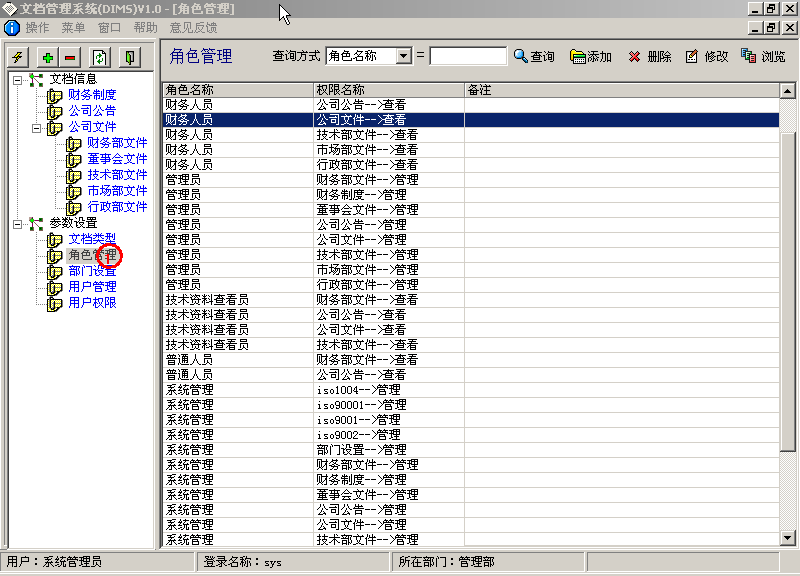 文档管理系统(DIMS)V1.0 - [角色管理]
操作 菜单 窗口 帮助 意见反馈
角色管理 查询方式 角色名称 = 查询 添加 删除 修改 浏览
文档信息
财务制度
公司公告
公司文件
财务部文件
董事会文件
技术部文件
市场部文件
行政部文件
参数设置
文档类型
角色管理
部门设置
用户管理
用户权限
角色名称 权限名称 备注
财务人员 公司公告-->查看
财务人员 公司文件-->查看
财务人员 技术部文件-->查看
财务人员 市场部文件-->查看
财务人员 行政部文件-->查看
管理员 财务部文件-->管理
管理员 财务制度-->管理
管理员 董事会文件-->管理
管理员 公司公告-->管理
管理员 公司文件-->管理
管理员 技术部文件-->管理
管理员 市场部文件-->管理
管理员 行政部文件-->管理
技术资料查看员 财务部文件-->查看
技术资料查看员 公司公告-->查看
技术资料查看员 公司文件-->查看
技术资料查看员 技术部文件-->查看
普通人员 财务部文件-->查看
普通人员 公司公告-->查看
系统管理 iso1004-->管理
系统管理 iso90001-->管理
系统管理 iso9001-->管理
系统管理 iso9002-->管理
系统管理 部门设置-->管理
系统管理 财务部文件-->管理
系统管理 财务制度-->管理
系统管理 董事会文件-->管理
系统管理 公司公告-->管理
系统管理 公司文件-->管理
系统管理 技术部文件-->管理
用户：系统管理员 登录名称：sys 所在部门：管理部